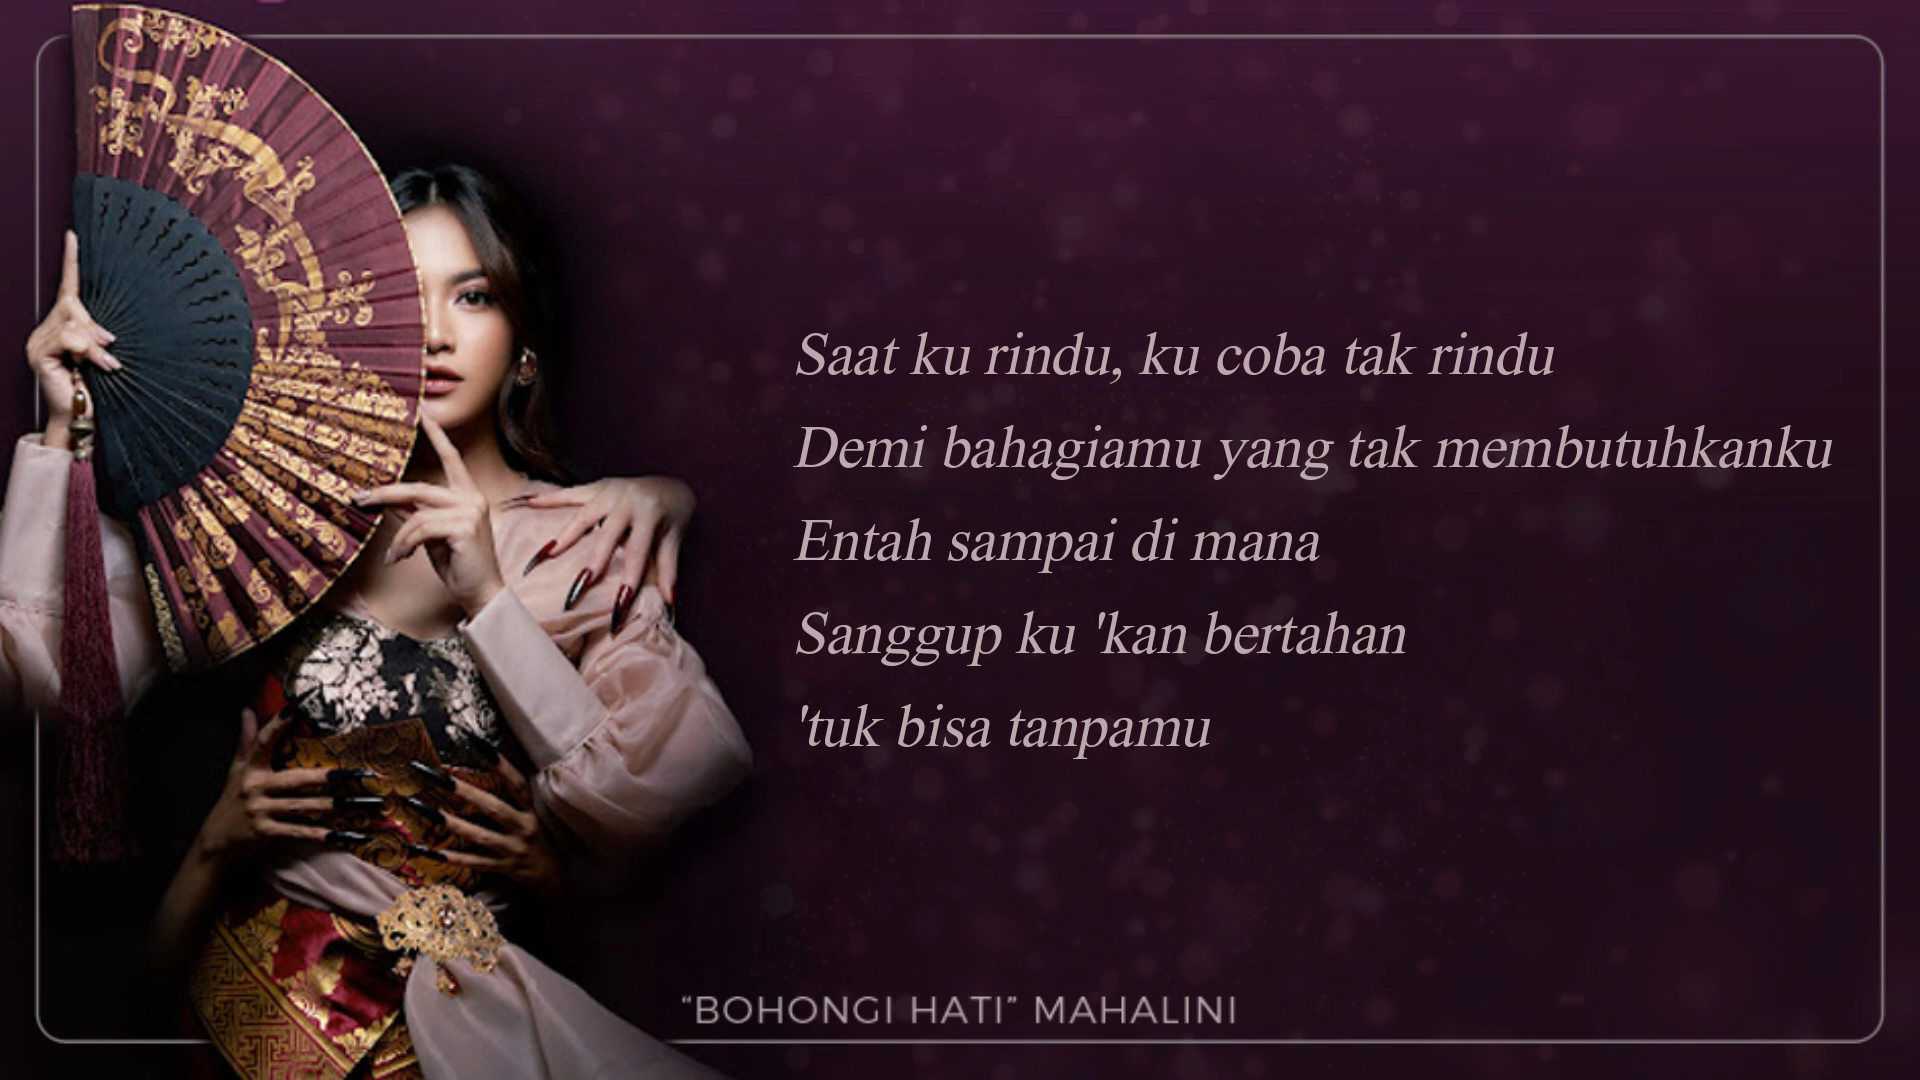 Saat ku rindu, ku coba tak rindu
Demi bahagiamu yang tak membutuhkanku
Entah sampai di mana
Sanggup ku 'kan bertahan
'tuk bisa tanpamu
“BOHONGI HATI” MAHALINI